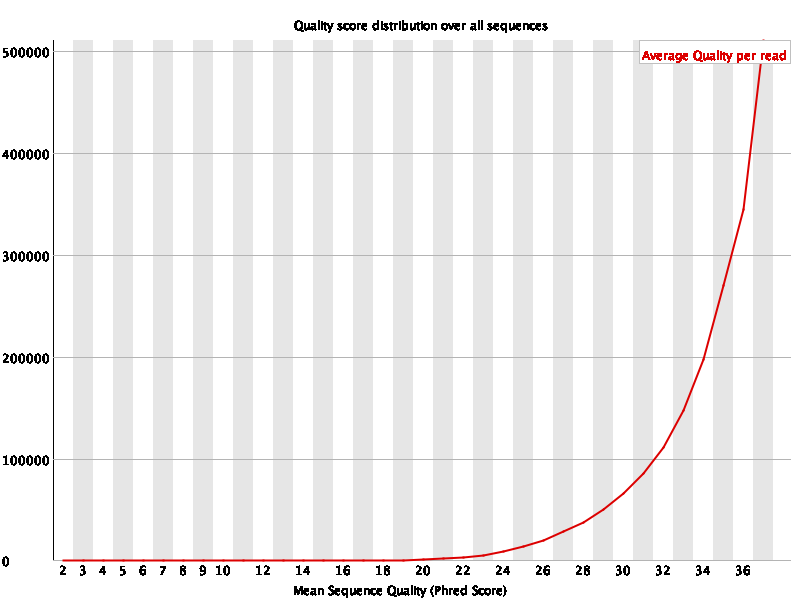 Quality score distribution over all sequences
Average Quality per read
500000
400000
300000
200000
100000
0
2 3 4 5 6 7 8 9 10 12 14 16 18 20 22 24 26 28 30 32 34 36
Mean Sequence Quality (Phred Score)